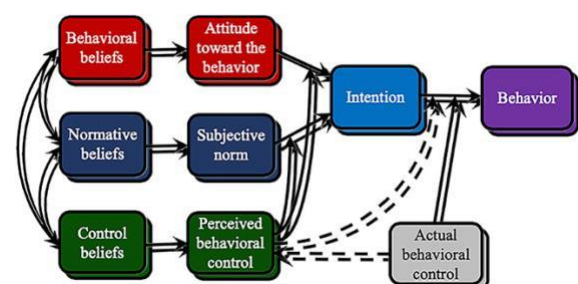 Behavioral
beliefs
Attitude
toward the
behavior
Intention
Behavior
Normative
beliefs
Subjective
norm
Control
beliefs
Perceived
behavioral
control
Actual
behavioral
control